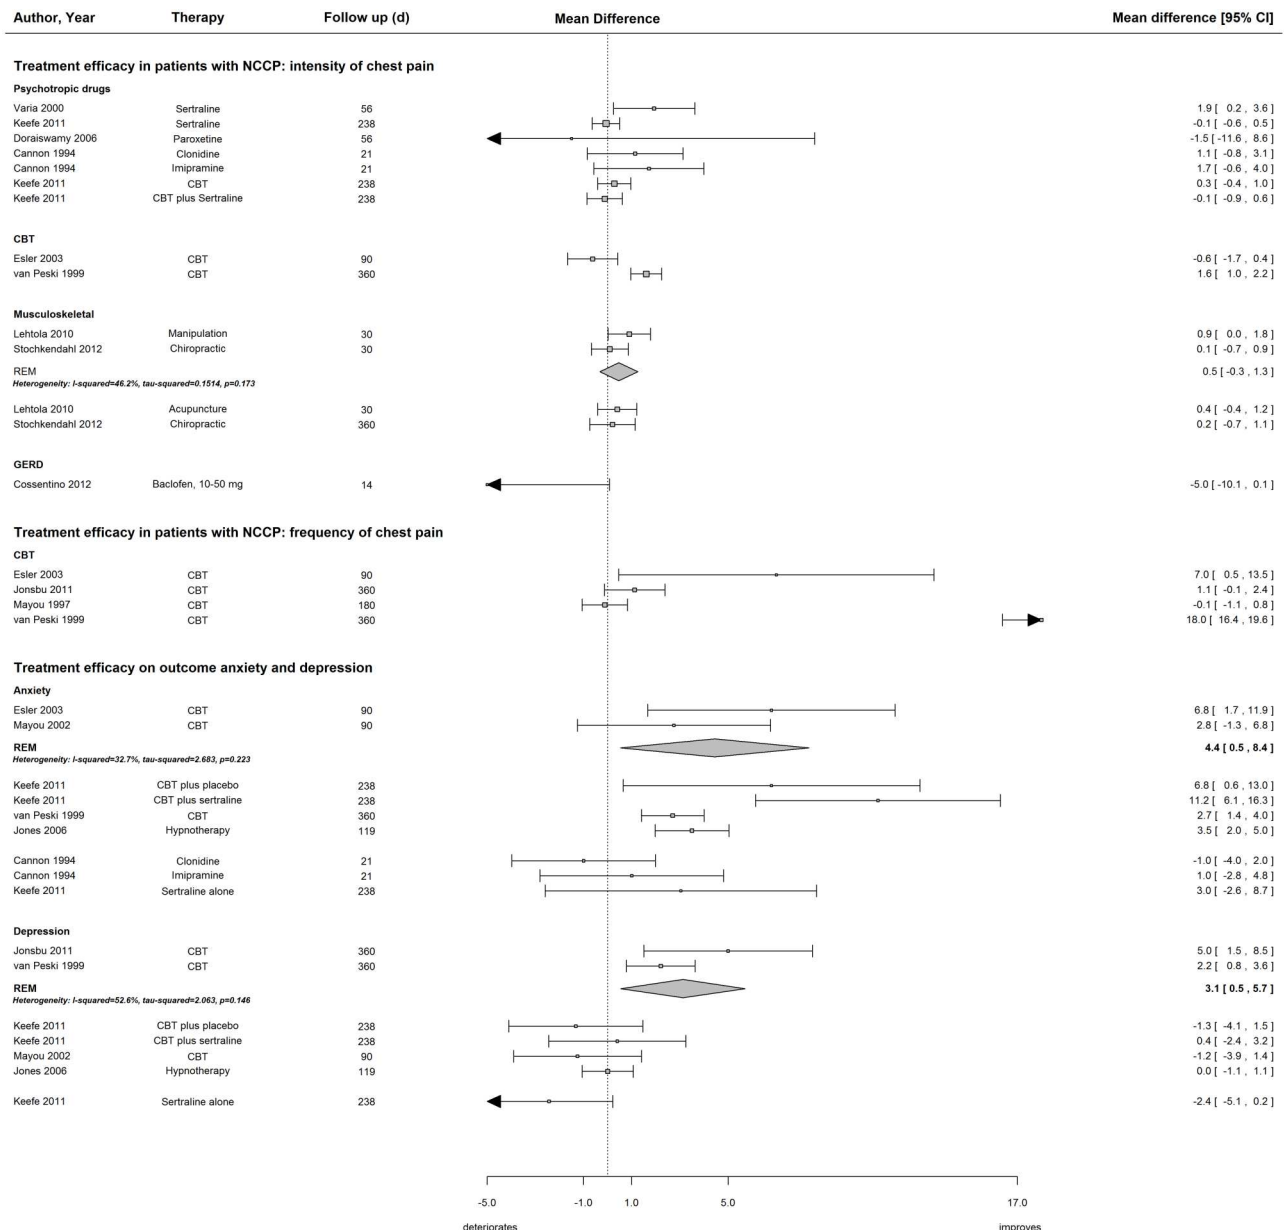 Author, Year Therapy Follow up (d) Mean Difference Mean difference [95% CI]
Treatment efficacy in patients with NCCP: intensity of chest pain
Psychotropic drugs
Varia 2000 Sertraline 56 1.9 [ 0.2 , 3.6 ]
Keefe 2011 Sertraline 238 -0.1 [ -0.6 , 0.5 ]
Doraiswamy 2006 Paroxetine 56 -1.5 [ -11.6 , 8.6 ]
Cannon 1994 Clonidine 21 1.1 [ -0.8 , 3.1 ]
Cannon 1994 Imipramine 21 1.7 [ -0.6 , 4.0 ]
Keefe 2011 CBT 238 0.3 [ -0.4 , 1.0 ]
Keefe 2011 CBT plus Sertraline 238 -0.1 [ -0.9 , 0.6 ]
CBT
Esler 2003 CBT 90 -0.6 [ -1.7 , 0.4 ]
van Peski 1999 CBT 360 1.6 [ 1.0 , 2.2 ]
Musculoskeletal
Lehtola 2010 Manipulation 30 0.9 [ 0.0 , 1.8 ]
Stochkendahl 2012 Chiropractic 30 0.1 [ -0.7 , 0.9 ]
REM 0.5 [ -0.3 , 1.3 ]
Heterogeneity: I-squared=46.2%, tau-squared=0.1514, p=0.173
Lehtola 2010 Acupuncture 30 0.4 [ -0.4 , 1.2 ]
Stochkendahl 2012 Chiropractic 360 0.2 [ -0.7 , 1.1 ]
GERD
Cossentino 2012 Baclofen, 10-50 mg 14 -5.0 [ -10.1 , 0.1 ]
Treatment efficacy in patients with NCCP: frequency of chest pain
CBT
Esler 2003 CBT 90 7.0 [ 0.5 , 13.5 ]
Jonsbu 2011 CBT 360 1.1 [ -0.1 , 2.4 ]
Mayou 1997 CBT 180 -0.1 [ -1.1 , 0.8 ]
van Peski 1999 CBT 360 18.0 [ 16.4 , 19.6 ]
Treatment efficacy on outcome anxiety and depression
Anxiety
Esler 2003 CBT 90 6.8 [ 1.7 , 11.9 ]
Mayou 2002 CBT 90 2.8 [ -1.3 , 6.8 ]
REM 4.4 [ 0.5 , 8.4 ]
Heterogeneity: I-squared=32.7%, tau-squared=2.683, p=0.223
Keefe 2011 CBT plus placebo 238 6.8 [ 0.6 , 13.0 ]
Keefe 2011 CBT plus sertraline 238 11.2 [ 6.1 , 16.3 ]
van Peski 1999 CBT 360 2.7 [ 1.4 , 4.0 ]
Jones 2006 Hypnotherapy 119 3.5 [ 2.0 , 5.0 ]
Cannon 1994 Clonidine 21 -1.0 [ -4.0 , 2.0 ]
Cannon 1994 Imipramine 21 1.0 [ -2.8 , 4.8 ]
Keefe 2011 Sertraline alone 238 3.0 [ -2.6 , 8.7 ]
Depression
Jonsbu 2011 CBT 360 5.0 [ 1.5 , 8.5 ]
van Peski 1999 CBT 360 2.2 [ 0.8 , 3.6 ]
REM 3.1 [ 0.5 , 5.7 ]
Heterogeneity: I-squared=52.6%, tau-squared=2.063, p=0.146
Keefe 2011 CBT plus placebo 238 -1.3 [ -4.1 , 1.5 ]
Keefe 2011 CBT plus sertraline 238 0.4 [ -2.4 , 3.2 ]
Mayou 2002 CBT 90 -1.2 [ -3.9 , 1.4 ]
Jones 2006 Hypnotherapy 119 0.0 [ -1.1 , 1.1 ]
Keefe 2011 Sertraline alone 238 -2.4 [ -5.1 , 0.2 ]
-5.0 -1.0 1.0 5.0 17.0
deteriorates improves